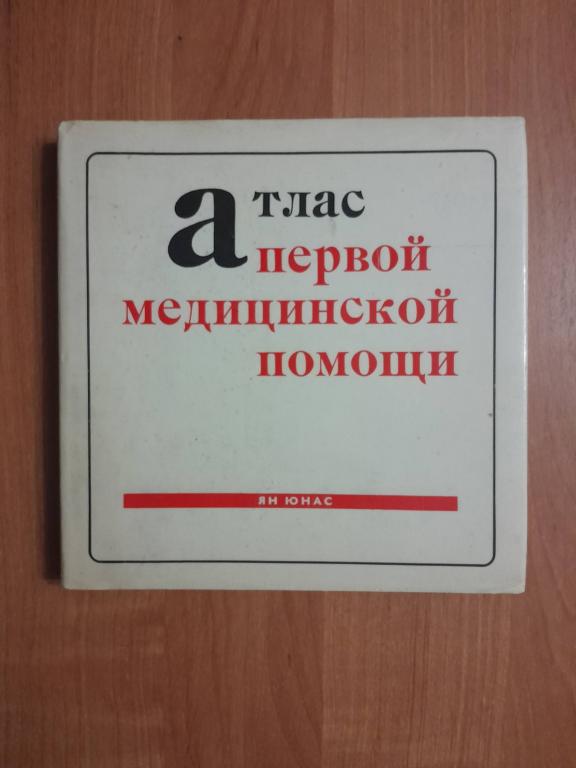 атлас
первой
медицинской
помощи
ЯН ЮНАС